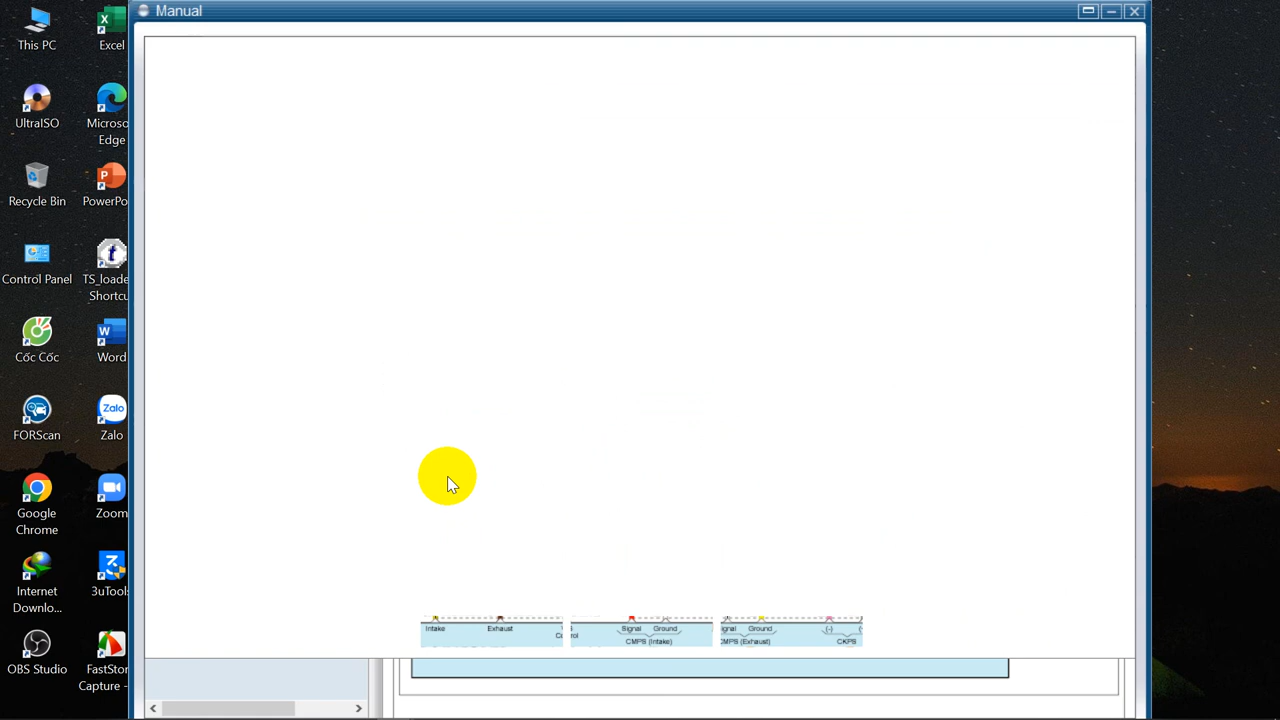 Manual
This PC
Excel
UltraISO
Microso
Edge
Recycle Bin
PowerPo
Control Panel
TS_loade
Shortcu
Cốc Cốc
Word
FORScan
Zalo
Google
Chrome
Zoom
Internet
Downlo...
3uTools
OBS Studio
FastStor
Capture -
Intake
Exhaust
Signal
Ground
CMPS (Intake)
gnal
Ground
CMPS (Exhaust)
(-)
CKPS